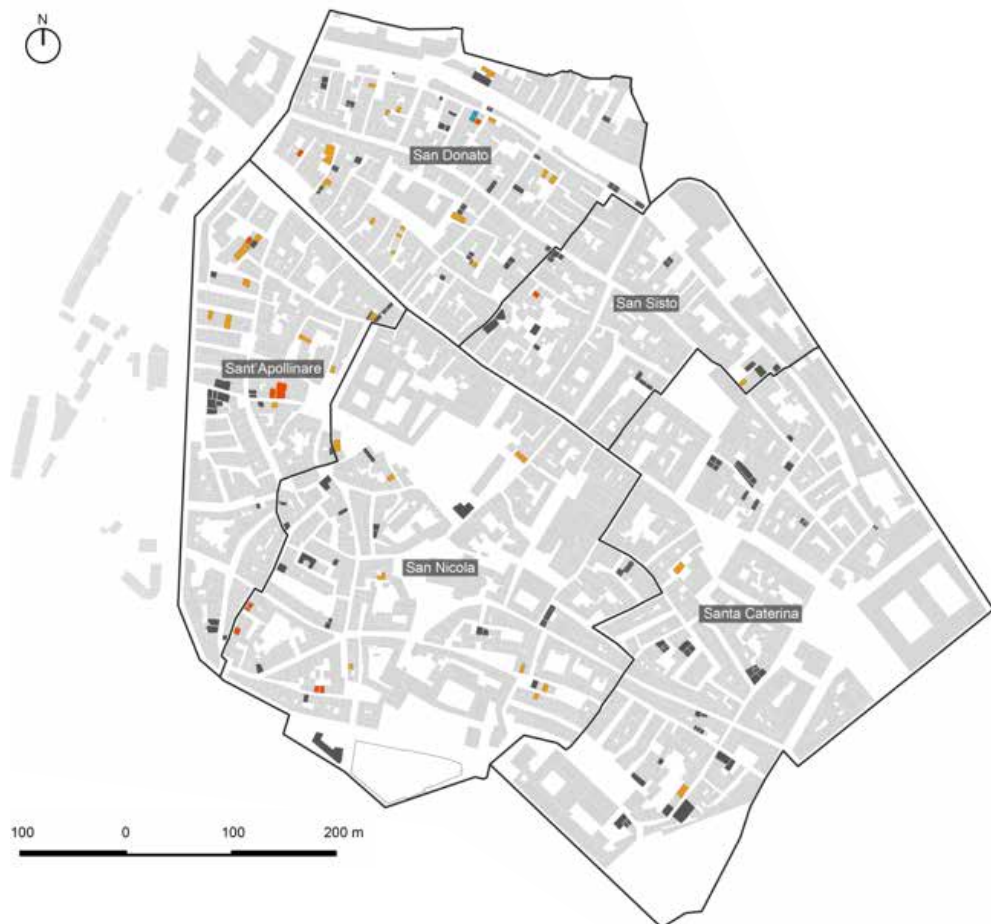 N
San Donato
San Sisto
Sant'Apollinare
San Nicola
Santa Caterina
100 0 100 200 m